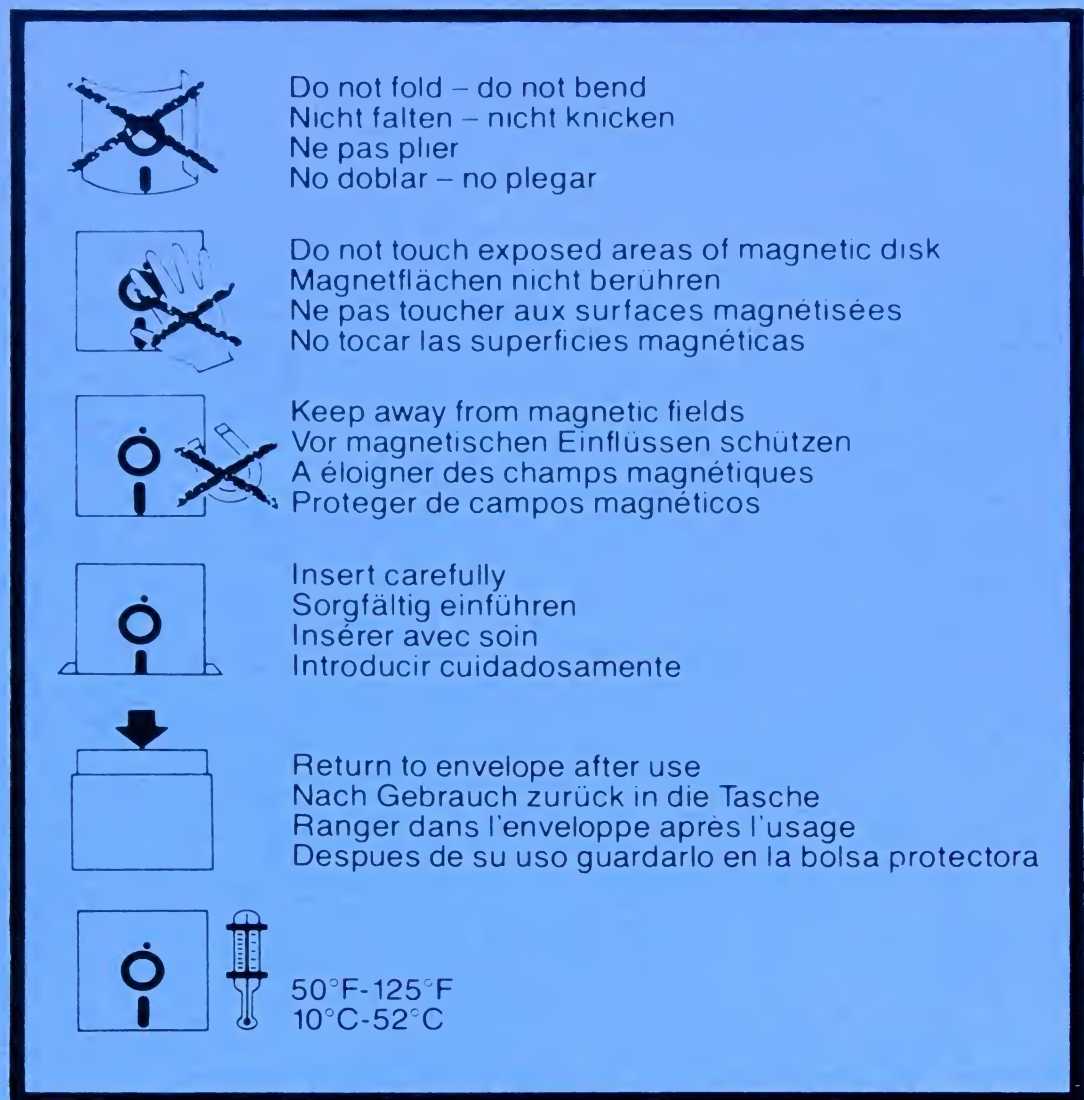 Do not fold – do not bend
Nicht falten – nicht knicken
Ne pas plier
No doblar – no plegar
Do not touch exposed areas of magnetic disk
Magnetflächen nicht berühren
Ne pas toucher aux surfaces magnétisées
No tocar las superficies magnéticas
Keep away from magnetic fields
Vor magnetischen Einflüssen schützen
A éloigner des champs magnétiques
Proteger de campos magnéticos
Insert carefully
Sorgfältig einführen
Insérer avec soin
Introducir cuidadosamente
Return to envelope after use
Nach Gebrauch zurück in die Tasche
Ranger dans l'enveloppe après l'usage
Despues de su uso guardarlo en la bolsa protectora
50°F-125°F
10°C-52°C